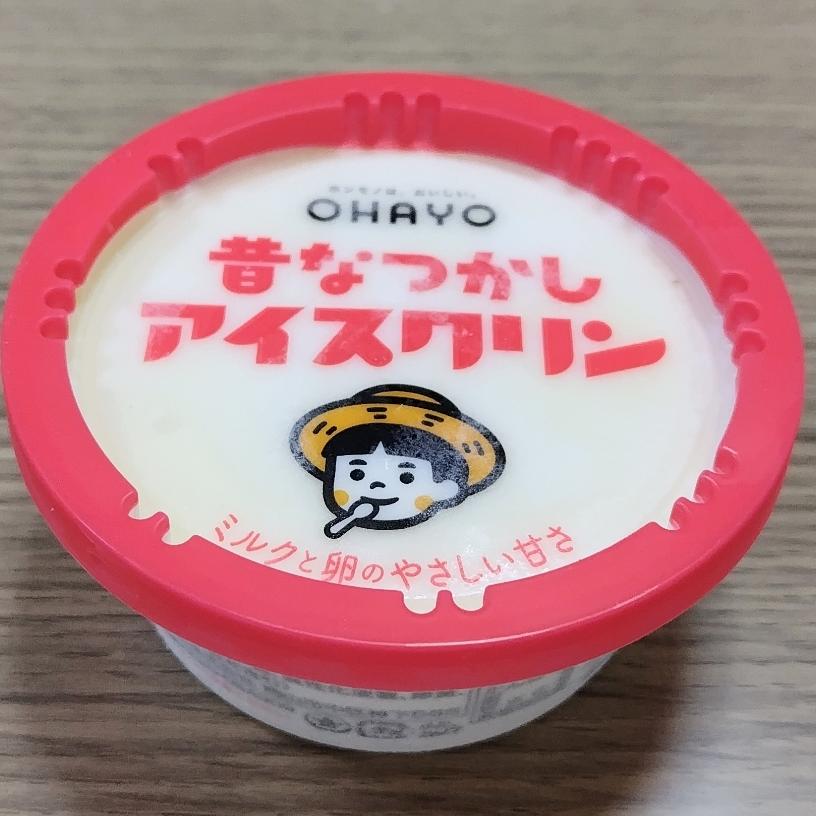 ホンモノは、おいしい。
OHAYO
昔なつかし
アイスクリン
ミルクと卵のやさしい甘さ